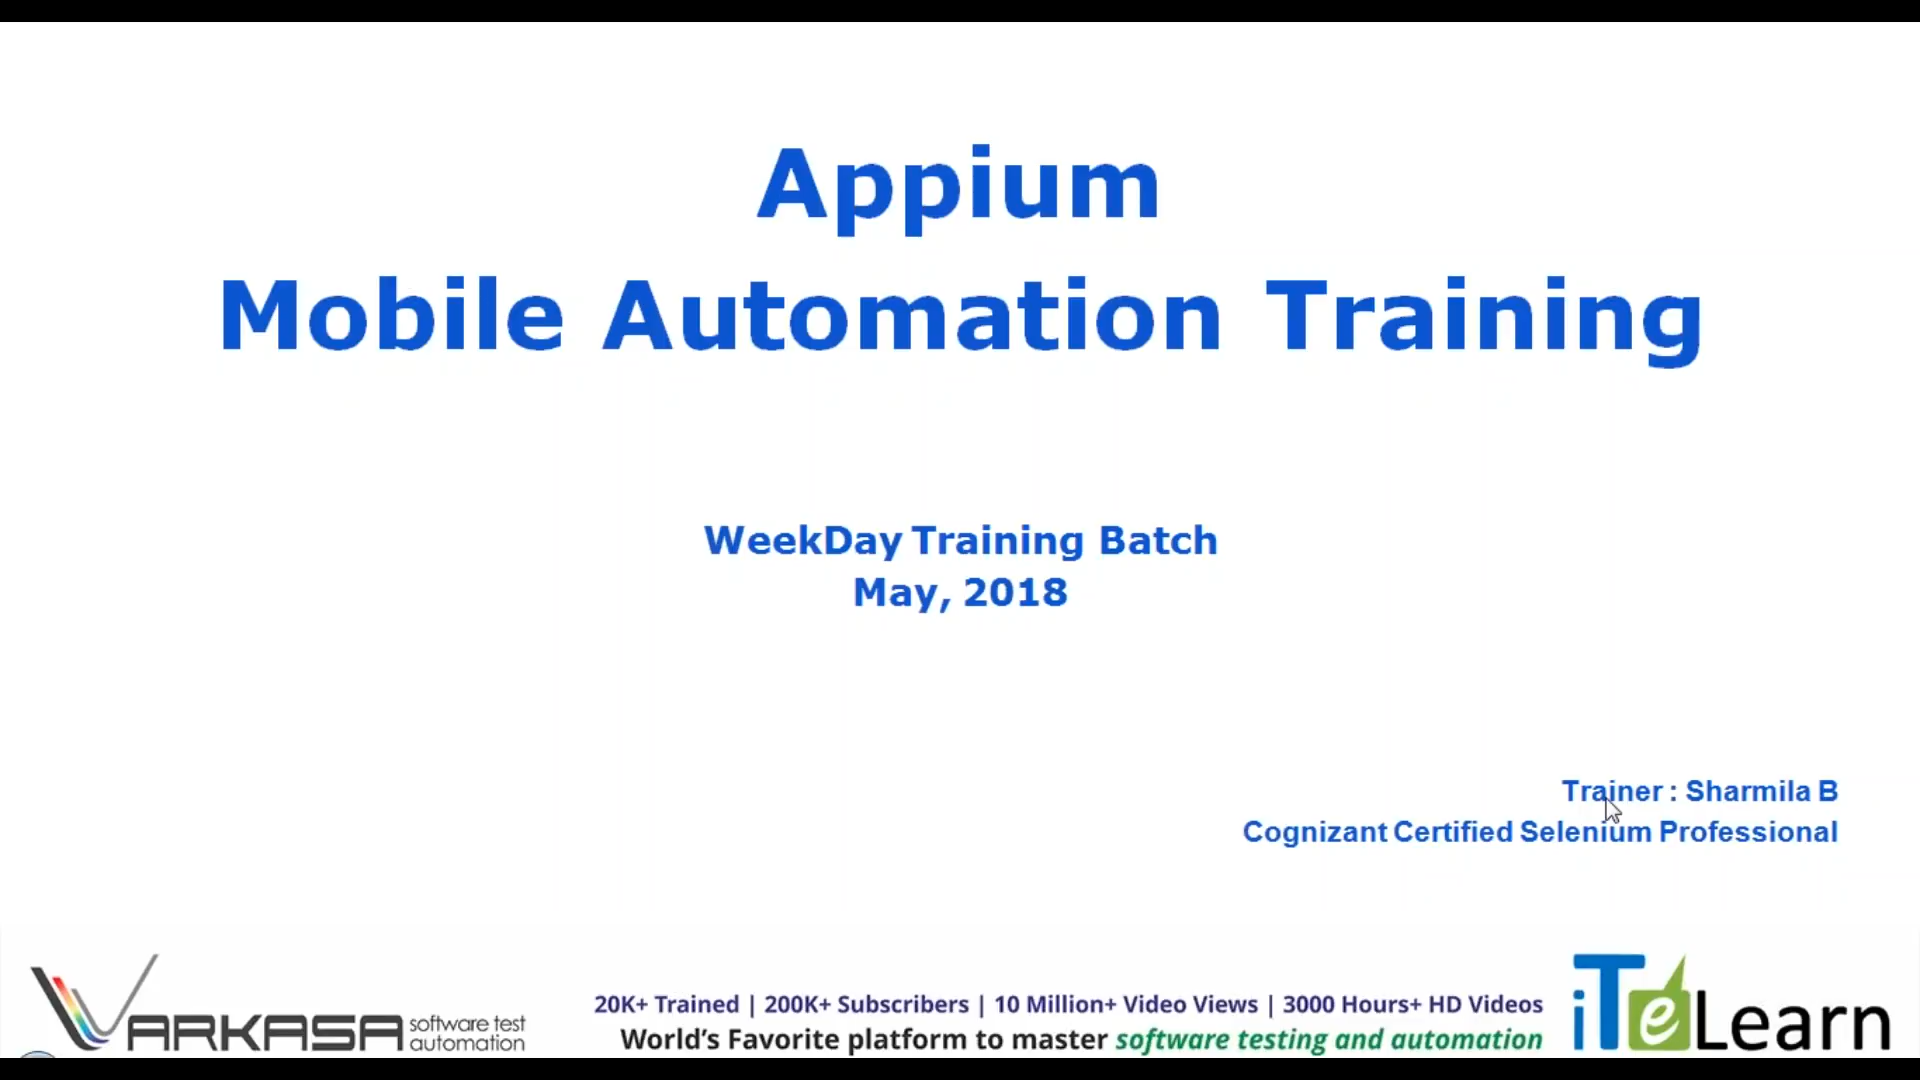 Appium
Mobile Automation Training
WeekDay Training Batch
May, 2018
Trainer : Sharmila B
Cognizant Certified Selenium Professional
VARKASA software test automation
20K+ Trained | 200K+ Subscribers | 10 Million+ Video Views | 3000 Hours+ HD Videos
World's Favorite platform to master software testing and automation
iTeLearn